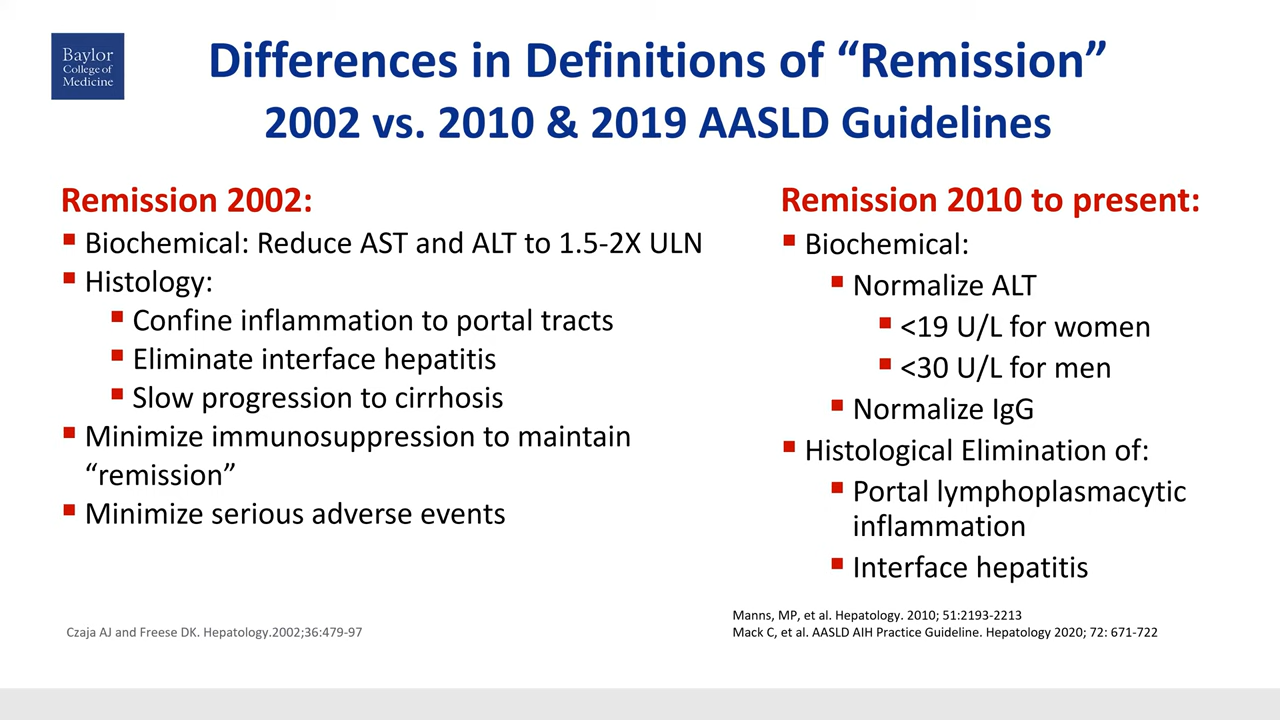 Baylor
College of
Medicine
Differences in Definitions of “Remission”
2002 vs. 2010 & 2019 AASLD Guidelines
Remission 2002:
Biochemical: Reduce AST and ALT to 1.5-2X ULN
Histology:
Confine inflammation to portal tracts
Eliminate interface hepatitis
Slow progression to cirrhosis
Minimize immunosuppression to maintain
“remission”
Minimize serious adverse events
Czaja AJ and Freese DK. Hepatology.2002;36:479-97
Remission 2010 to present:
Biochemical:
Normalize ALT
<19 U/L for women
<30 U/L for men
Normalize IgG
Histological Elimination of:
Portal lymphoplasmacytic
inflammation
Interface hepatitis
Manns, MP, et al. Hepatology. 2010; 51:2193-2213
Mack C, et al. AASLD AIH Practice Guideline. Hepatology 2020; 72: 671-722